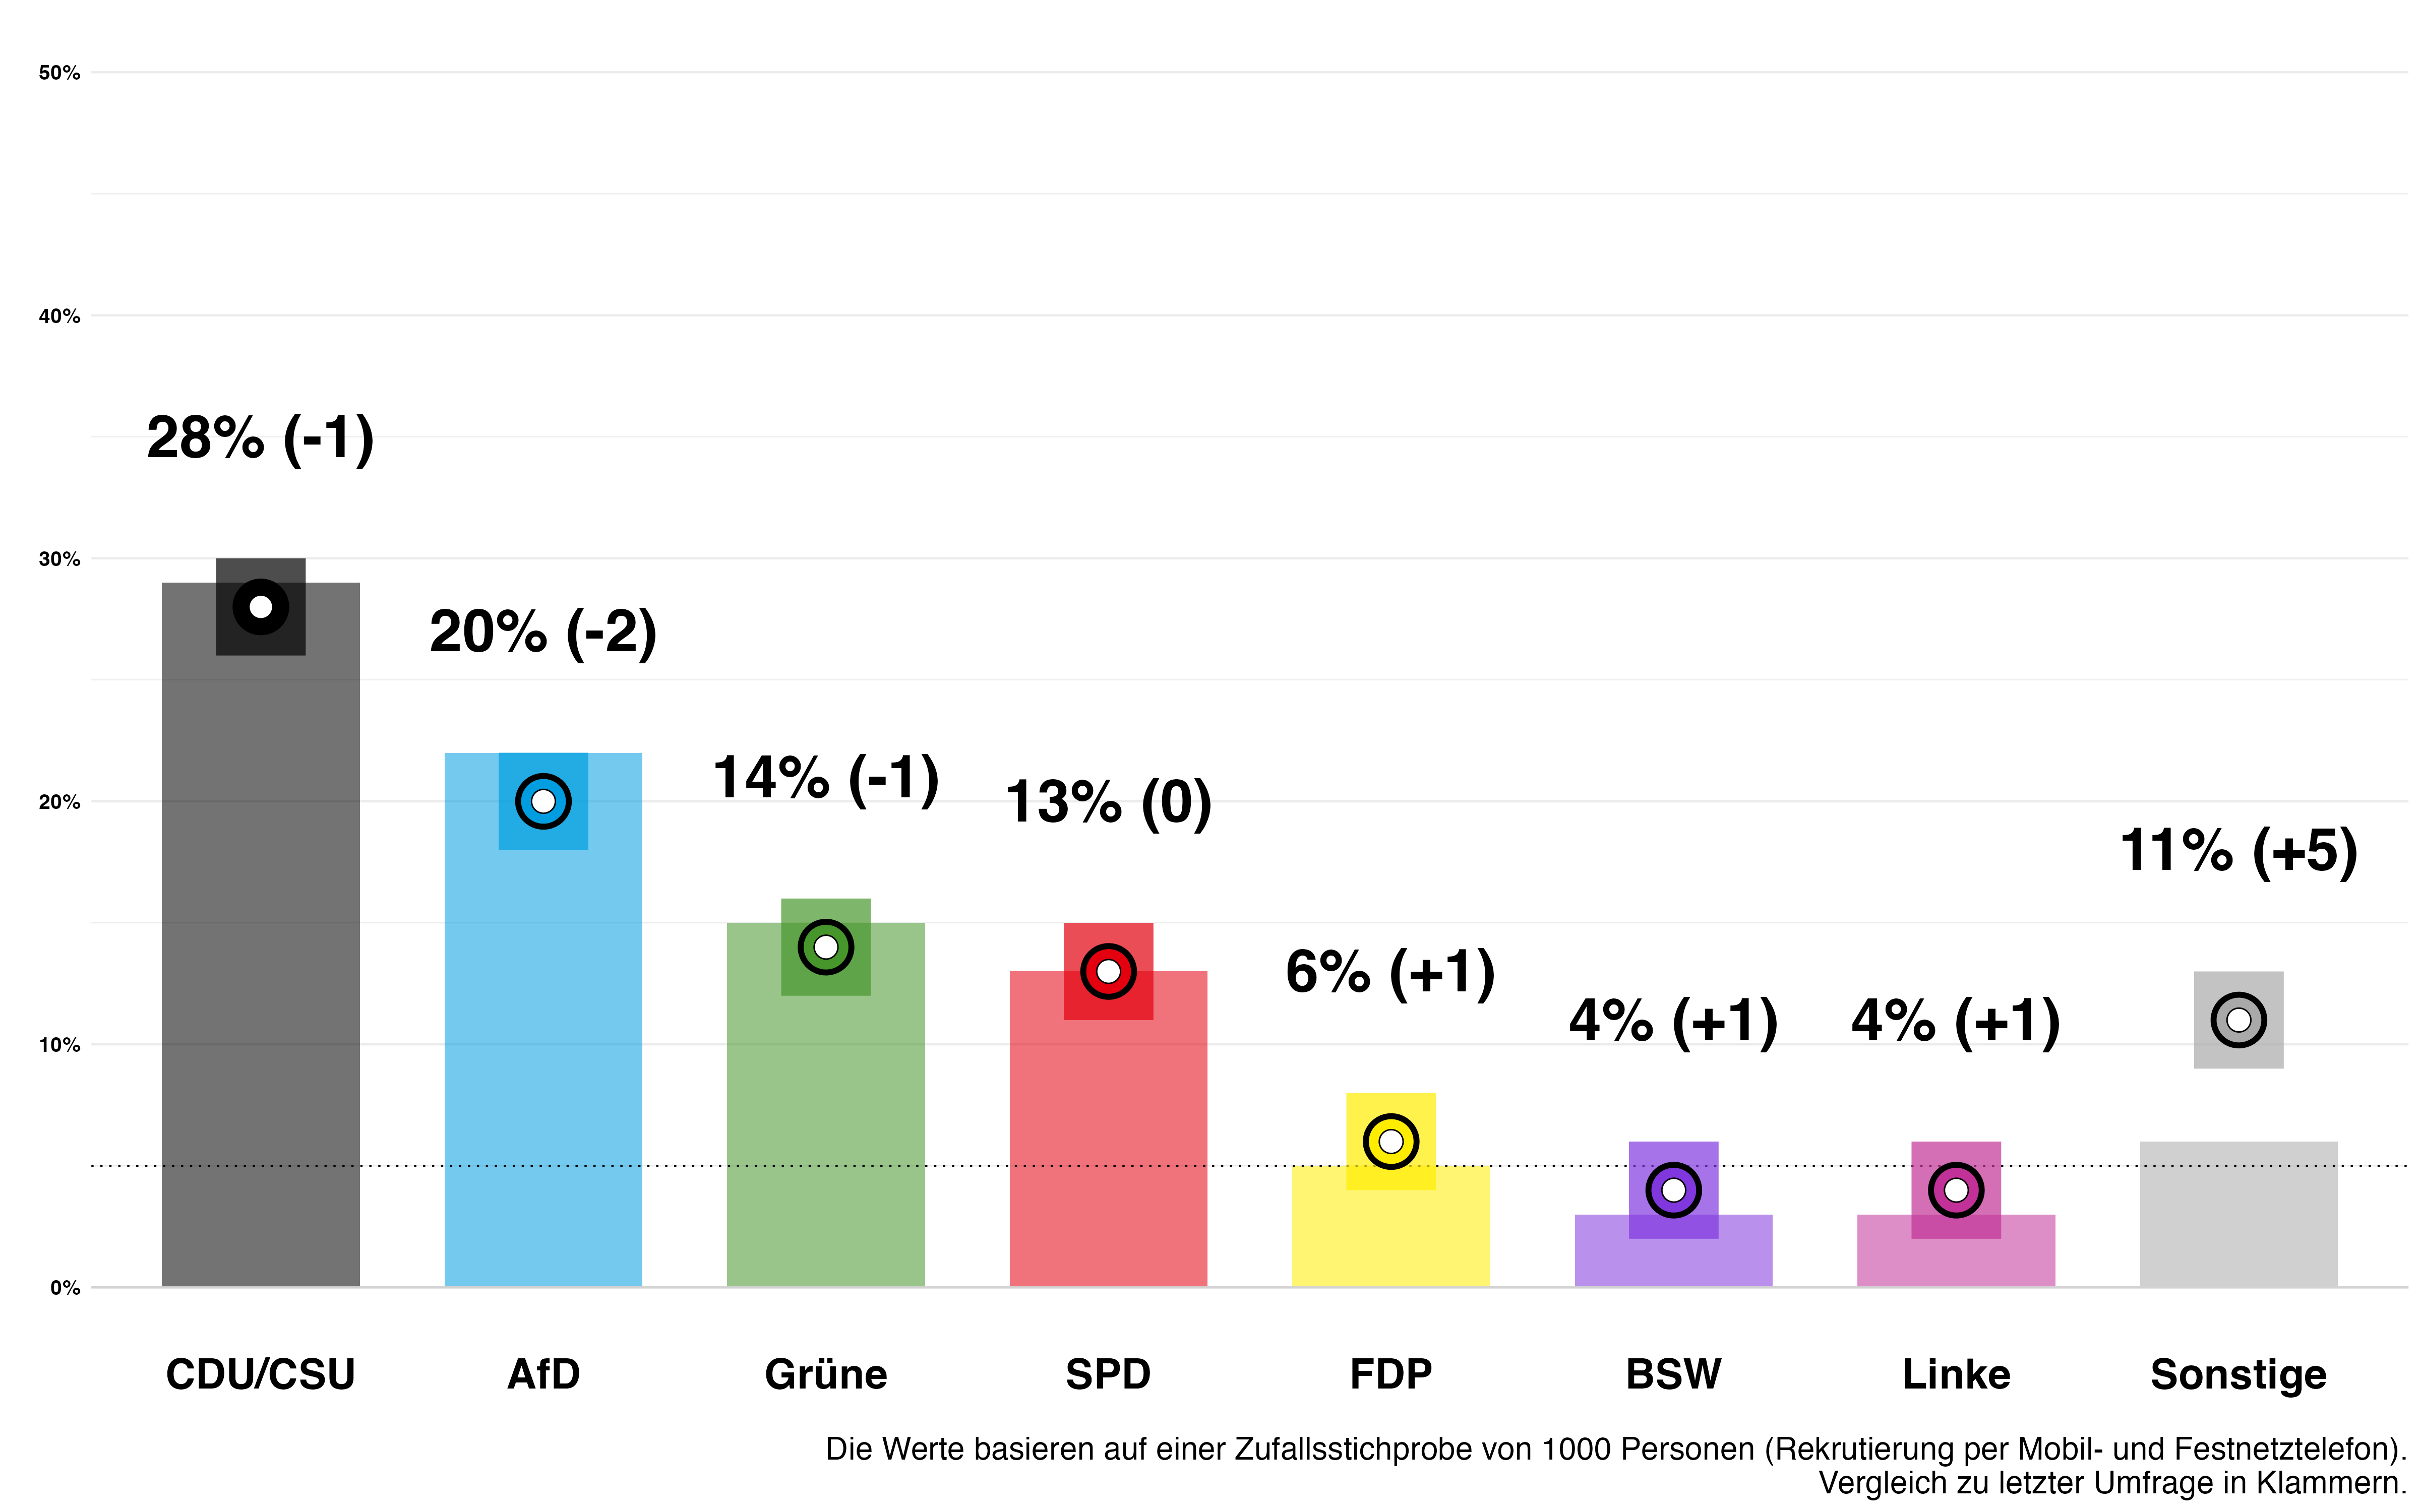 50%
40%
30%
20%
10%
0%
28% (-1)
20% (-2)
14% (-1)
13% (0)
6% (+1)
4% (+1)
4% (+1)
11% (+5)
CDU/CSU
AfD
Grüne
SPD
FDP
BSW
Linke
Sonstige
Die Werte basieren auf einer Zufallsstichprobe von 1000 Personen (Rekrutierung per Mobil- und Festnetztelefon).
Vergleich zu letzter Umfrage in Klammern.